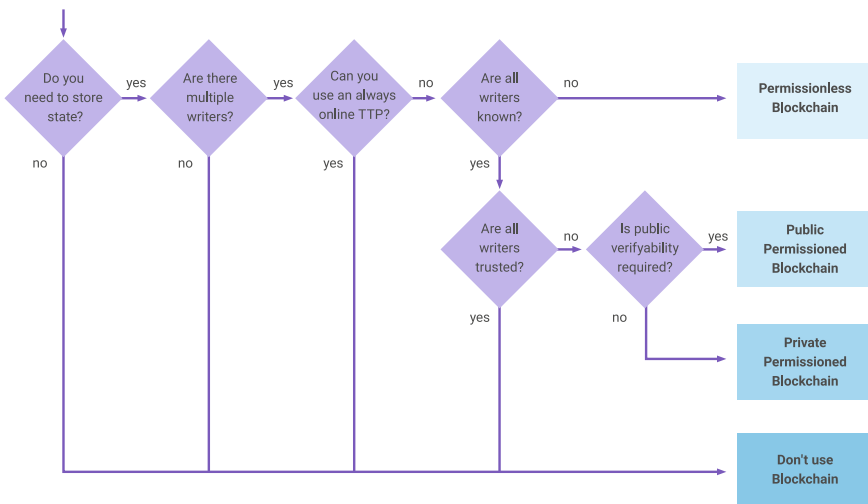 Do you
need to store
state?
yes
Are there
multiple
writers?
yes
Can you
use an always
online TTP?
no
Are all
writers
known?
no
Permissionless
Blockchain
no
no
yes
yes
Are all
writers
trusted?
no
Is public
verifyability
required?
yes
Public
Permissioned
Blockchain
yes
no
Private
Permissioned
Blockchain
Don't use
Blockchain